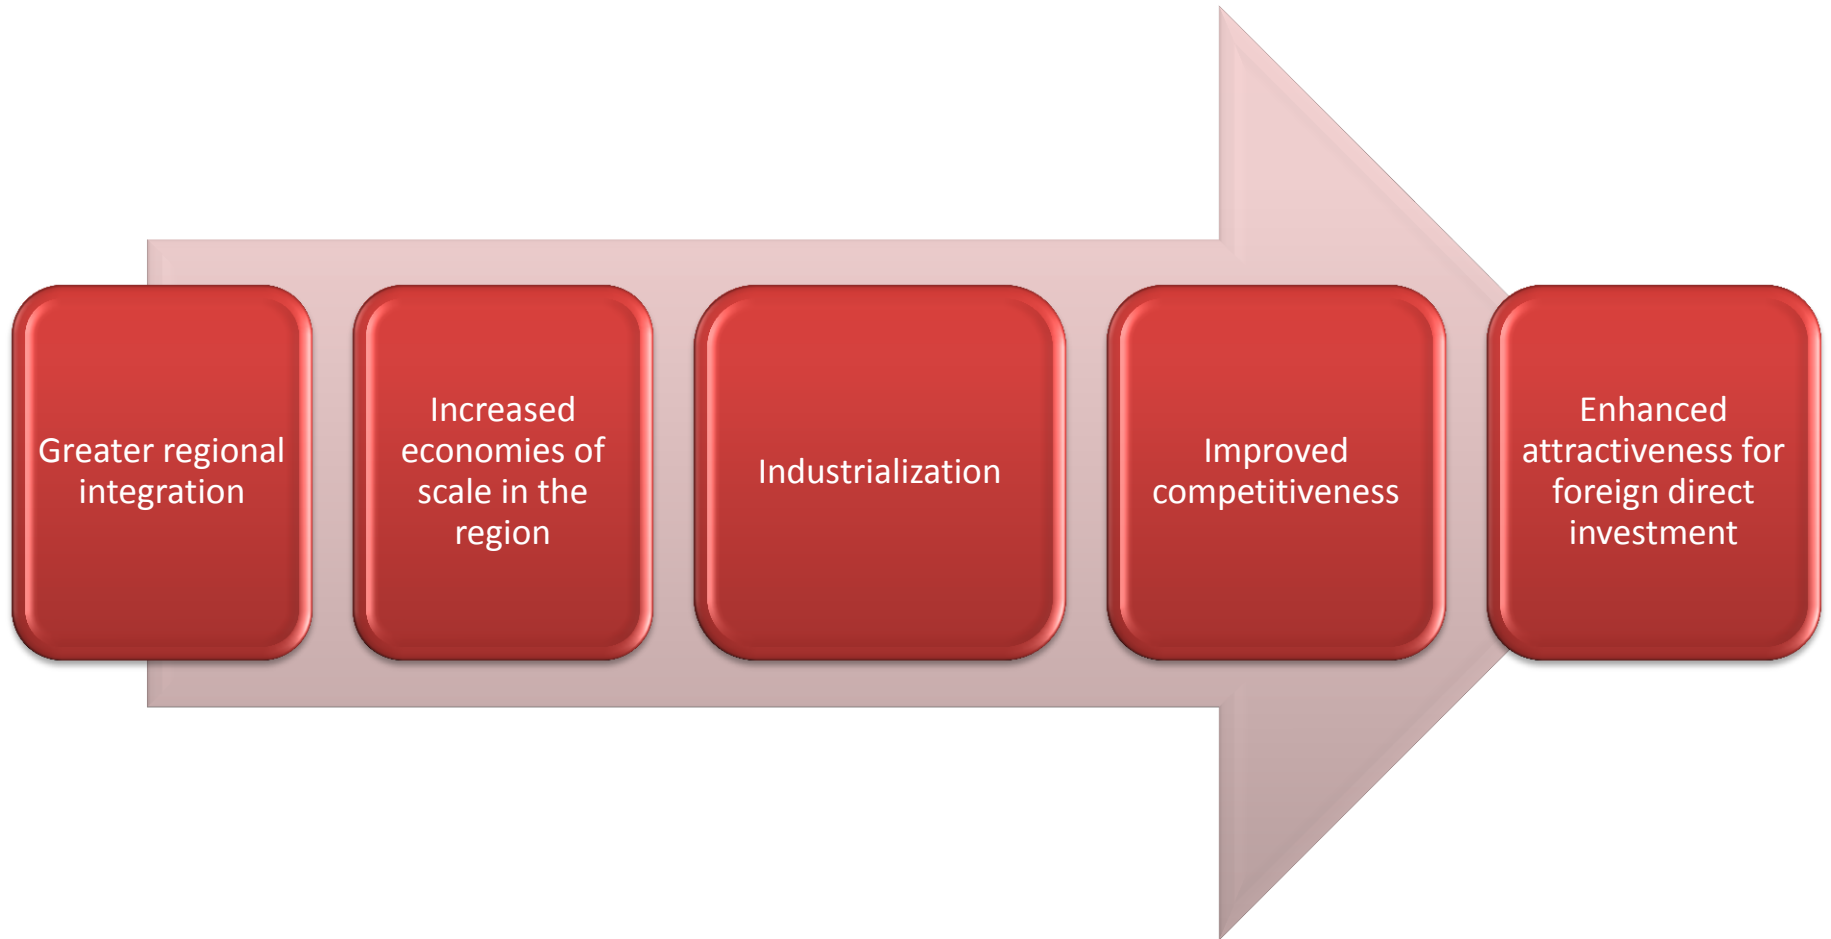 Greater regional
integration
Increased
economies of
scale in the
region
Industrialization
Improved
competitiveness
Enhanced
attractiveness for
foreign direct
investment